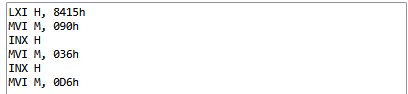 LXI H, 8415h
MVI M, 090h
INX H
MVI M, 036h
INX H
MVI M, 0D6h